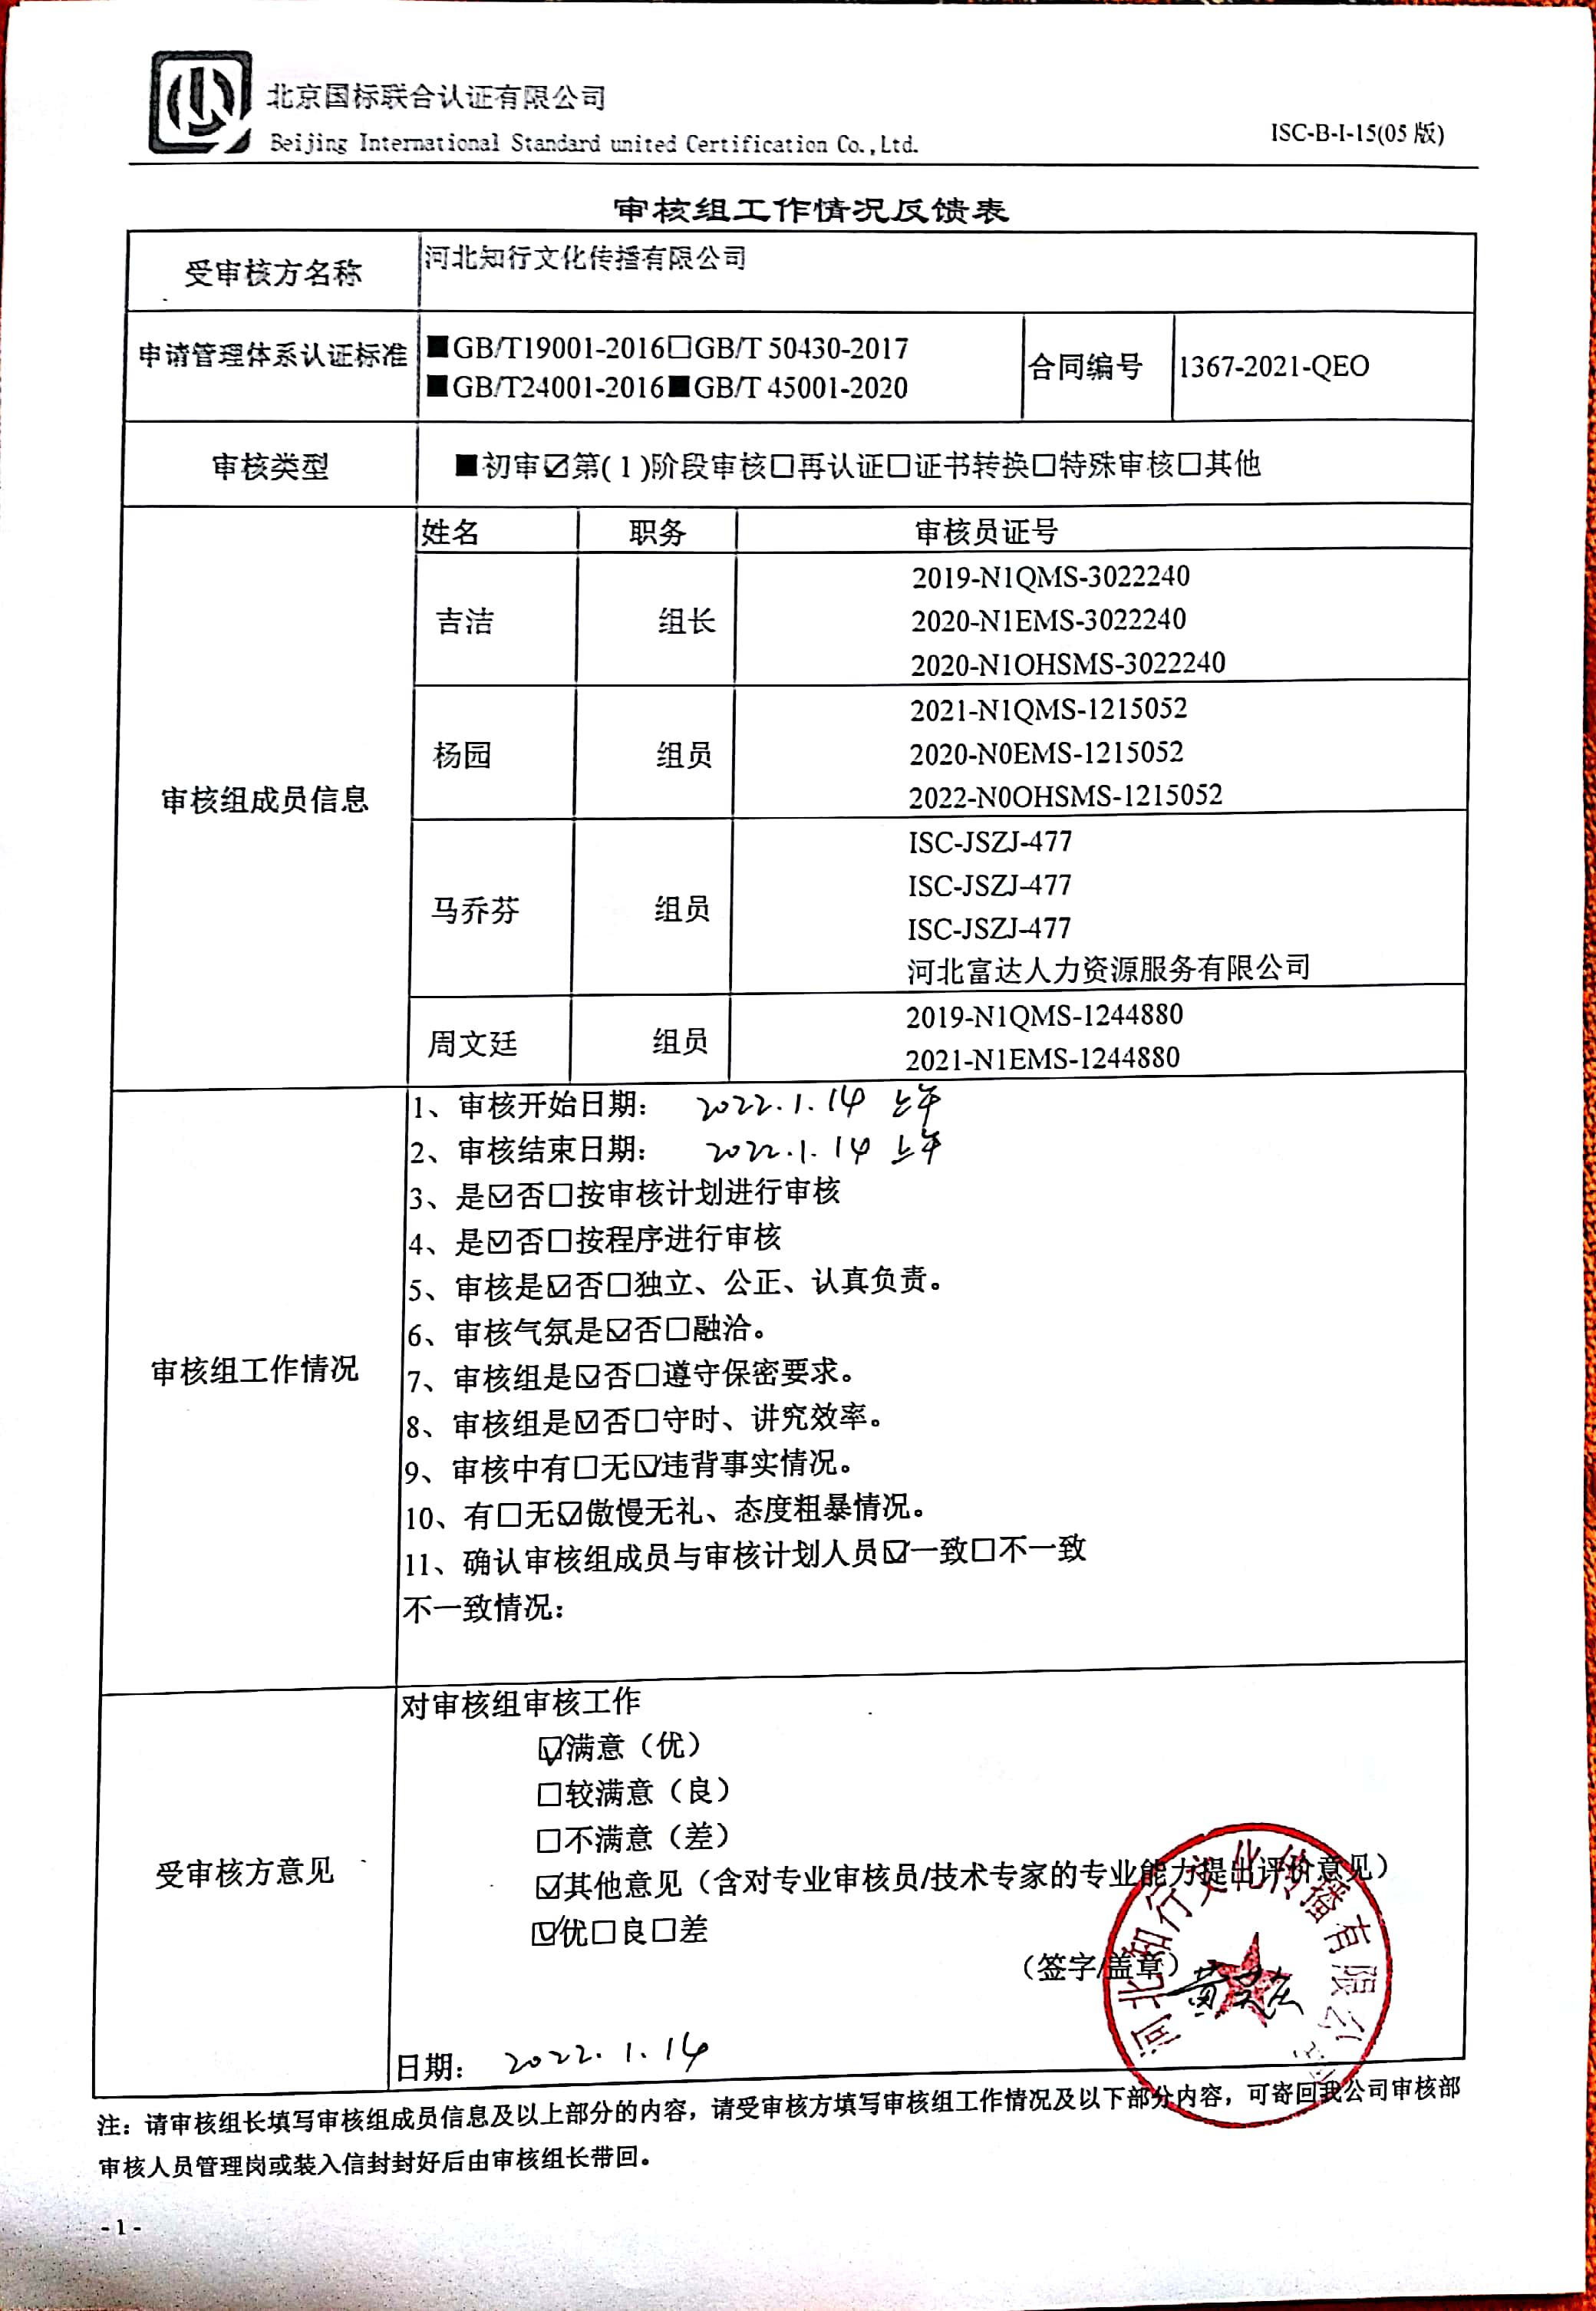 北京国标联合认证有限公司
Beijing International Standard united Certification Co.,Ltd.
ISC-B-I-15(05 版)
审核组工作情况反馈表
受审核方名称
河北知行文化传播有限公司
申请管理体系认证标准
■GB/T19001-2016□GB/T 50430-2017
■GB/T24001-2016■GB/T 45001-2020
合同编号
1367-2021-QEO
审核类型
■初审☑第( 1 )阶段审核□再认证□证书转换□特殊审核□其他
审核组成员信息
姓名 职务 审核员证号
吉洁 组长
2019-N1QMS-3022240
2020-N1EMS-3022240
2020-N1OHSMS-3022240
杨园 组员
2021-N1QMS-1215052
2020-N0EMS-1215052
2022-N0OHSMS-1215052
马乔芬 组员
ISC-JSZJ-477
ISC-JSZJ-477
ISC-JSZJ-477
河北富达人力资源服务有限公司
周文廷 组员
2019-N1QMS-1244880
2021-N1EMS-1244880
审核组工作情况
1、审核开始日期： 2022.1.14 上午
2、审核结束日期： 2022.1.14 上午
3、是☑否□按审核计划进行审核
4、是☑否□按程序进行审核
5、审核是☑否□独立、公正、认真负责。
6、审核气氛是☑否□融洽。
7、审核组是☑否□遵守保密要求。
8、审核组是☑否□守时、讲究效率。
9、审核中有□无☑违背事实情况。
10、有□无☑傲慢无礼、态度粗暴情况。
11、确认审核组成员与审核计划人员☑一致□不一致
不一致情况：
受审核方意见
对审核组审核工作
☑满意（优）
□较满意（良）
□不满意（差）
☑其他意见（含对专业审核员/技术专家的专业能力提出评价意见）
☑优□良□差
（签字/盖章）
河北知行文化传播有限公司
日期： 2022.1.14
注：请审核组长填写审核组成员信息及以上部分的内容，请受审核方填写审核组工作情况及以下部分内容，可寄回我公司审核部
审核人员管理岗或装入信封封好后由审核组长带回。
- 1 -